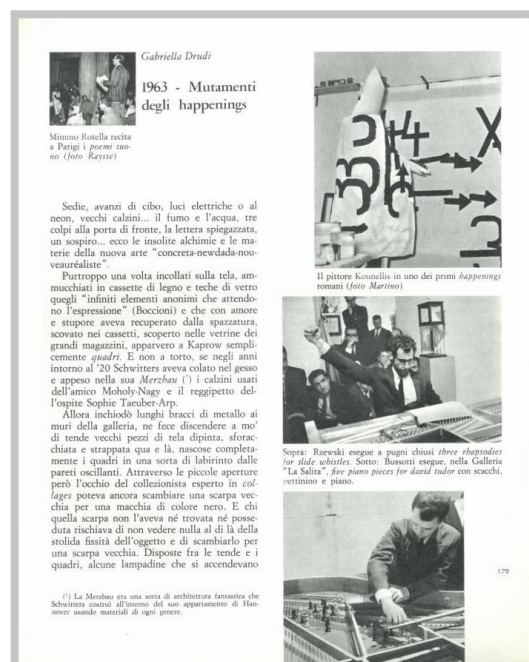 Gabriella Drudi
1963 - Mutamenti
degli happenings
Mimmo Rotella recita
a Parigi i poemi suo-
no (foto Raysse)
Sedie, avanzi di cibo, luci elettriche o al
neon, vecchi calzini... il fumo e l'acqua, tre
colpi alla porta di fronte, la lettera spiegazzata,
un sospiro... ecco le insolite alchimie e le ma-
terie della nuova arte "concreta-newdada-nou-
veauréaliste".
Purtroppo una volta incollati sulla tela, am-
mucchiati in cassette di legno e teche di vetro
quegli "infiniti elementi anonimi che attendo-
no l'espressione" (Boccioni) e che con amore
e stupore aveva recuperato dalla spazzatura,
scovato nei cassetti, scoperto nelle vetrine dei
grandi magazzini, apparvero a Kaprow sempli-
cemente quadri. E non a torto, se negli anni
intorno al '20 Schwitters aveva colato nel gesso
e appeso nella sua Merzbau (¹) i calzini usati
dell'amico Moholy-Nagy e il reggipetto del-
l'ospite Sophie Taeuber-Arp.
Allora inchiodò lunghi bracci di metallo ai
muri della galleria, ne fece discendere a mo'
di tende vecchi pezzi di tela dipinta, sforac-
chiata e strappata qua e là, nascose completa-
mente i quadri in una sorta di labirinto dalle
pareti oscillanti. Attraverso le piccole aperture
però l'occhio del collezionista esperto in col-
lages poteva ancora scambiare una scarpa vec-
chia per una macchia di colore nero. E chi
quella scarpa non l'aveva né trovata né posse-
duta rischiava di non vedere nulla al di là della
stolida fissità dell'oggetto e di scambiarlo per
una scarpa vecchia. Disposte fra le tende e i
quadri, alcune lampadine che si accendevano
(¹) La Merzbau era una sorta di architettura fantastica che
Schwitters costruì all'interno del suo appartamento di Han-
nover usando materiali di ogni genere.
Il pittore Kounellis in uno dei primi happenings
romani (foto Martino)
Sopra: Rzewski esegue a pugni chiusi three rhapsodies
for slide whistles. Sotto: Bussotti esegue, nella Galleria
"La Salita", five piano pieces for david tudor con scacchi,
pettinino e piano.
179